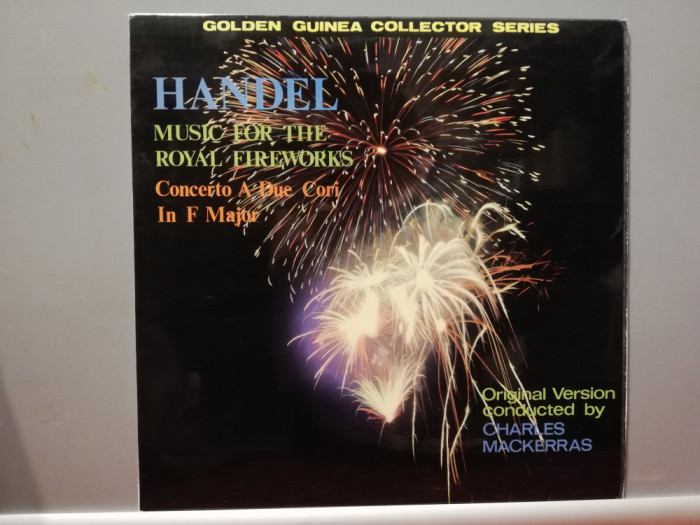 GOLDEN GUINEA COLLECTOR SERIES
HANDEL
MUSIC FOR THE
ROYAL FIREWORKS
Concerto A Due Cori
In F Major
Original Version
conducted by
CHARLES
MACKERRAS